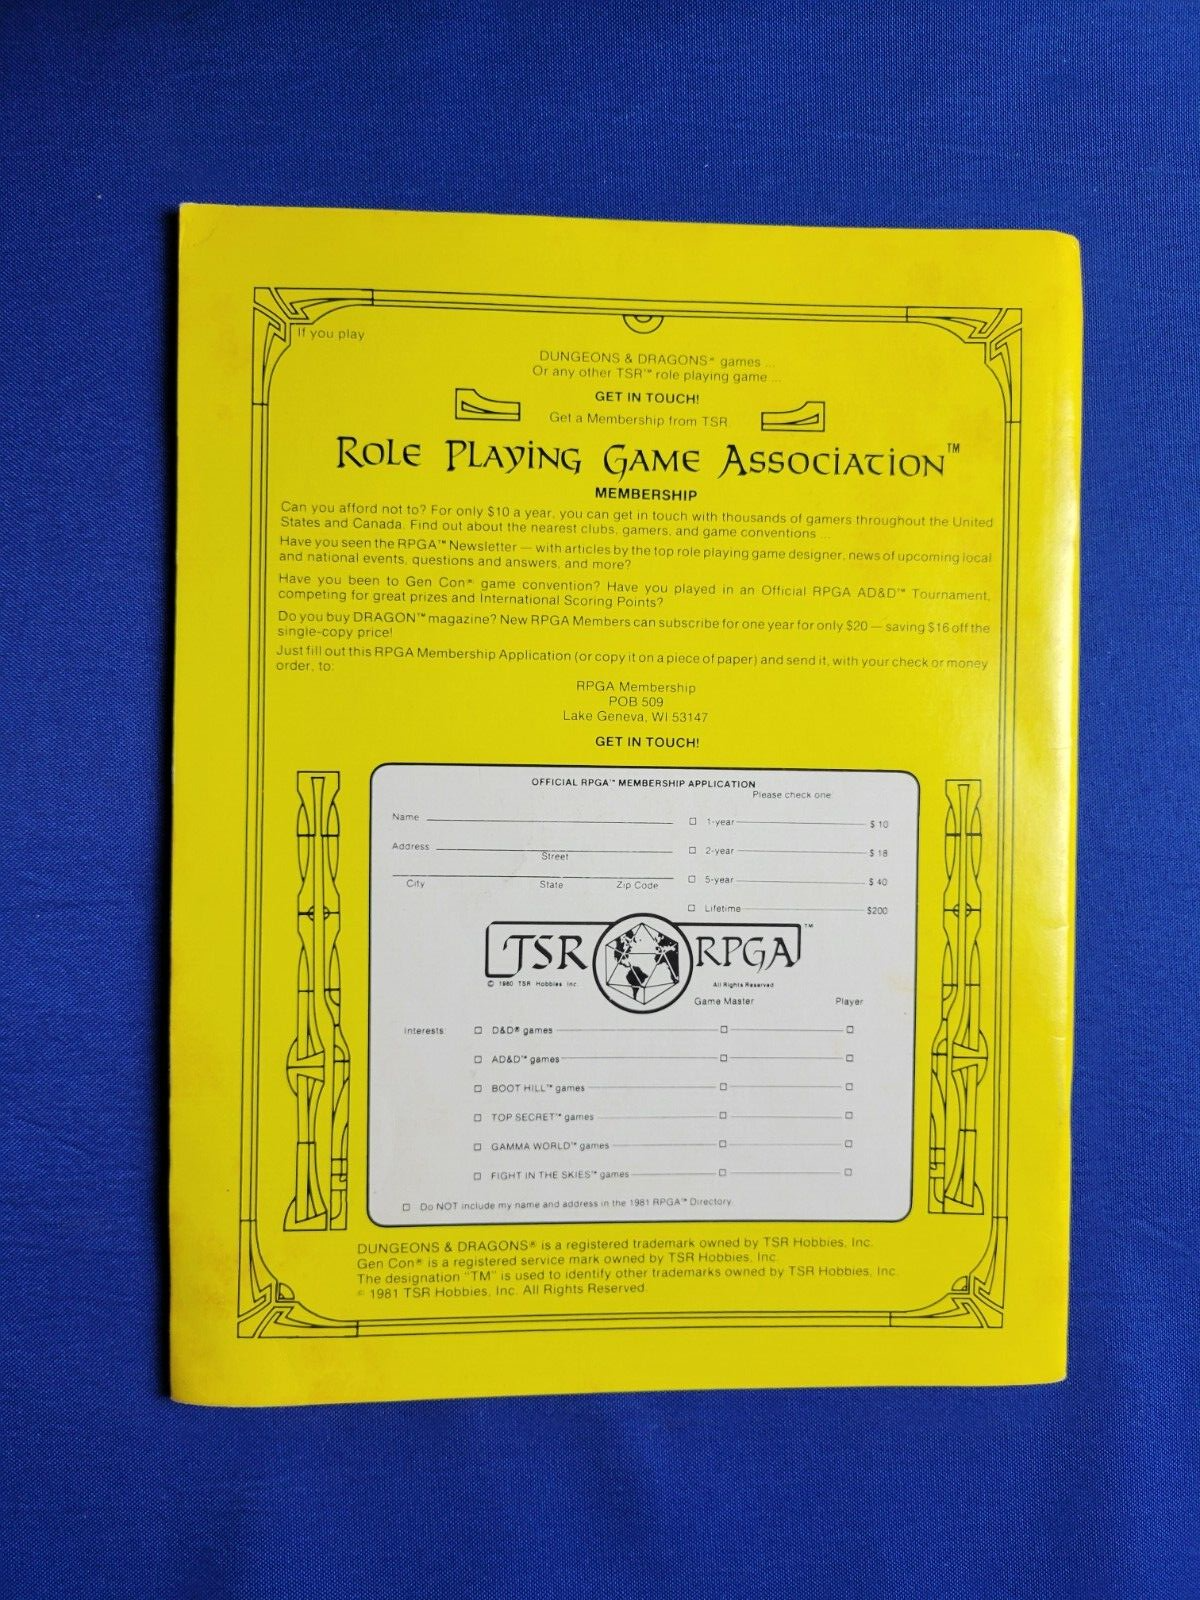 If you play
DUNGEONS & DRAGONS® games ...
Or any other TSR™ role playing game ...
GET IN TOUCH!
Get a Membership from TSR
ROLE PLAYING GAME ASSOCIATION™
MEMBERSHIP
Can you afford not to? For only $10 a year, you can get in touch with thousands of gamers throughout the United
States and Canada. Find out about the nearest clubs, gamers, and game conventions ...
Have you seen the RPGA™ Newsletter — with articles by the top role playing game designer, news of upcoming local
and national events, questions and answers, and more?
Have you been to Gen Con® game convention? Have you played in an Official RPGA AD&D™ Tournament,
competing for great prizes and International Scoring Points?
Do you buy DRAGON™ magazine? New RPGA Members can subscribe for one year for only $20 — saving $16 off the
single-copy price!
Just fill out this RPGA Membership Application (or copy it on a piece of paper) and send it, with your check or money
order, to:
RPGA Membership
POB 509
Lake Geneva, WI 53147
GET IN TOUCH!
OFFICIAL RPGA™ MEMBERSHIP APPLICATION
Please check one:
Name
1-year $ 10
Address
Street
2-year $ 18
City State Zip Code
5-year $ 40
Lifetime $200
TSR RPGA™
© 1980 TSR Hobbies Inc. All Rights Reserved
Game Master Player
Interests D&D® games
AD&D™ games
BOOT HILL™ games
TOP SECRET™ games
GAMMA WORLD™ games
FIGHT IN THE SKIES™ games
Do NOT include my name and address in the 1981 RPGA™ Directory.
DUNGEONS & DRAGONS® is a registered trademark owned by TSR Hobbies, Inc.
Gen Con® is a registered service mark owned by TSR Hobbies, Inc.
The designation "TM" is used to identify other trademarks owned by TSR Hobbies, Inc.
© 1981 TSR Hobbies, Inc. All Rights Reserved.